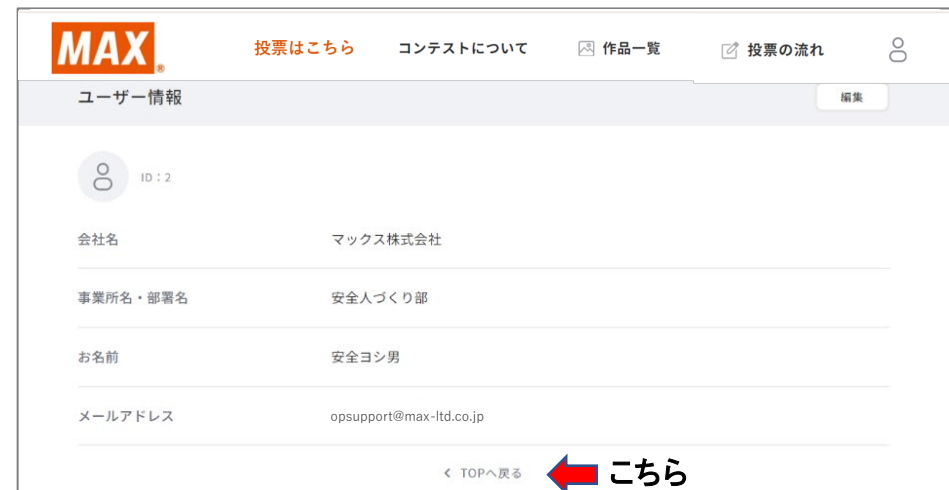 MAX®
投票はこちら コンテストについて 作品一覧 投票の流れ
ユーザー情報 編集
ID：2
会社名 マックス株式会社
事業所名・部署名 安全人づくり部
お名前 安全ヨシ男
メールアドレス opsupport@max-ltd.co.jp
< TOPへ戻る こちら